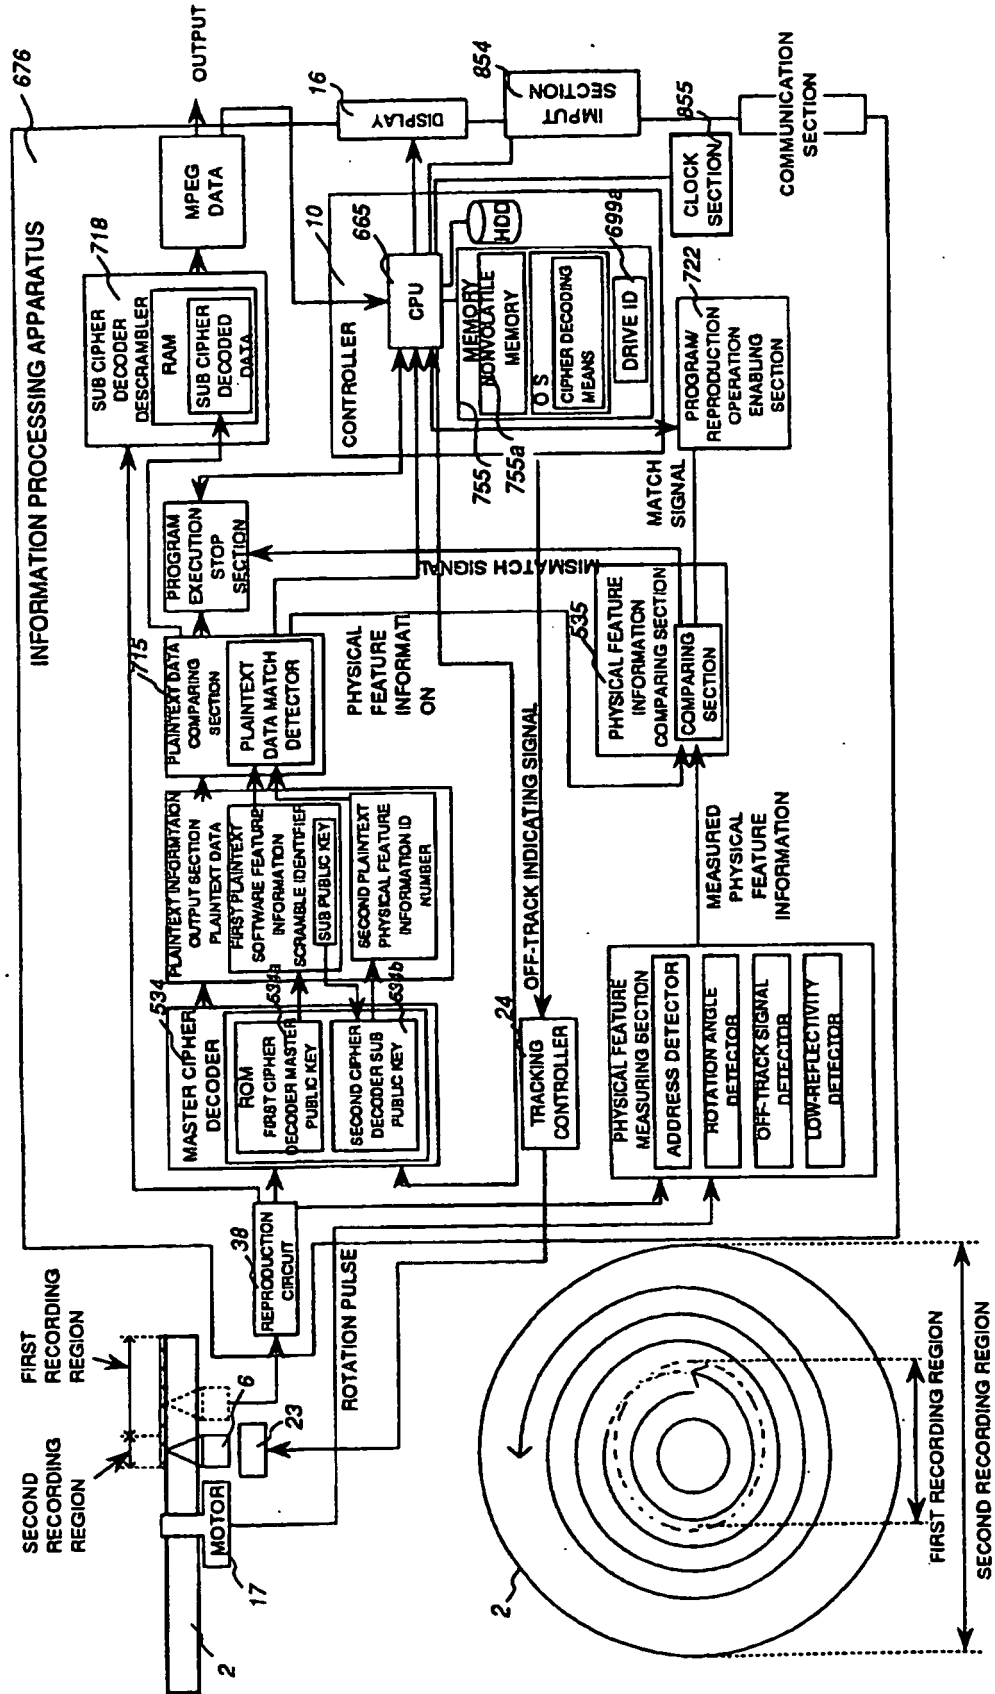 INFORMATION PROCESSING APPARATUS
676
SECOND
RECORDING
REGION
FIRST
RECORDING
REGION
2
17
MOTOR
6
23
38
REPRODUCTION
CIRCUIT
ROTATION PULSE
534
MASTER CIPHER
DECODER
ROM
534a
FIRST CIPHER
DECODER MASTER
PUBLIC KEY
SECOND CIPHER
DECODER SUB
PUBLIC KEY
534b
PLAINTEXT INFORMTAION
OUTPUT SECTION
PLAINTEXT DATA
FIRST PLAINTEXT
SOFTWARE FEATURE
INFORMATION
SCRAMBLE IDENTIFIER
SUB PUBLIC KEY
SECOND PLAINTEXT
PHYSICAL FEATURE
INFORMATION ID
NUMBER
715
PLAINTEXT DATA
COMPARING
SECTION
PLAINTEXT
DATA MATCH
DETECTOR
PHYSICAL
FEATURE
INFORMATI
ON
PROGRAM
EXECUTION
STOP
SECTION
718
SUB CIPHER
DECODER
DESCRAMBLER
RAM
SUB CIPHER
DECODED
DATA
MPEG
DATA
OUTPUT
CONTROLLER
10
665
CPU
HDD
MEMORY
NONVOLATILE
MEMORY
O S
CIPHER DECODING
MEANS
DRIVE ID
699a
755
755a
16
DISPLAY
854
IMPUT
SECTION
855
CLOCK
SECTION
COMMUNICATION
SECTION
24
TRACKING
CONTROLLER
OFF-TRACK INDICATING SIGNAL
MISMATCH SIGNAL
MATCH
SIGNAL
722
PROGRAM/
REPRODUCTION
OPERATION
ENABLING
SECTION
535
PHYSICAL FEATURE
INFORMATION
COMPARING SECTION
COMPARING
SECTION
MEASURED
PHYSICAL
FEATURE
INFORMATION
PHYSICAL FEATURE
MEASURING SECTION
ADDRESS DETECTOR
ROTATION ANGLE
DETECTOR
OFF-TRACK SIGNAL
DETECTOR
LOW-REFLECTIVITY
DETECTOR
2
FIRST RECORDING REGION
SECOND RECORDING REGION